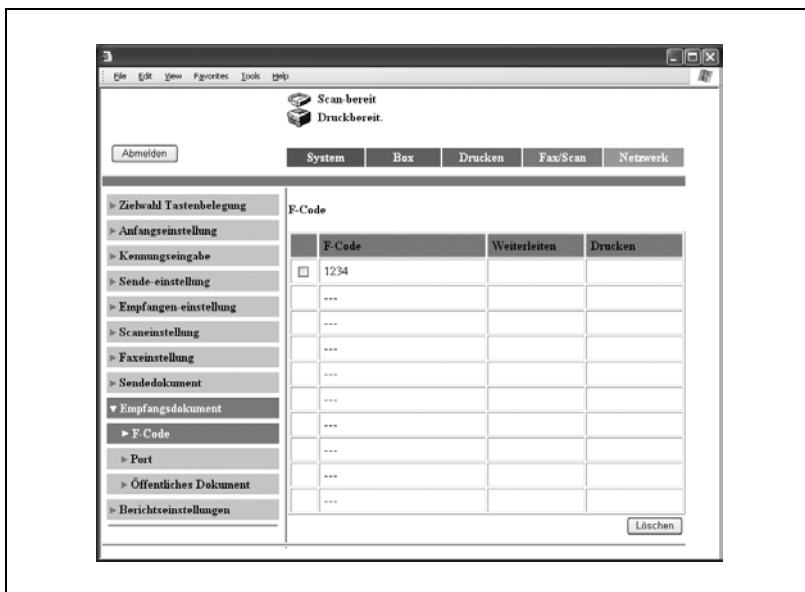 File Edit View Favorites Tools Help
Scan-bereit
Druckbereit.
Abmelden
System Box Drucken Fax/Scan Netzwerk
Zielwahl Tastenbelegung
Anfangseinstellung
Kennungseingabe
Sende-einstellung
Empfangen-einstellung
Scaneinstellung
Faxeinstellung
Sendedokument
Empfangsdokument
F-Code
Port
Öffentliches Dokument
Berichtseinstellungen
F-Code
F-Code Weiterleiten Drucken
1234
---
---
---
---
---
---
---
---
---
Löschen